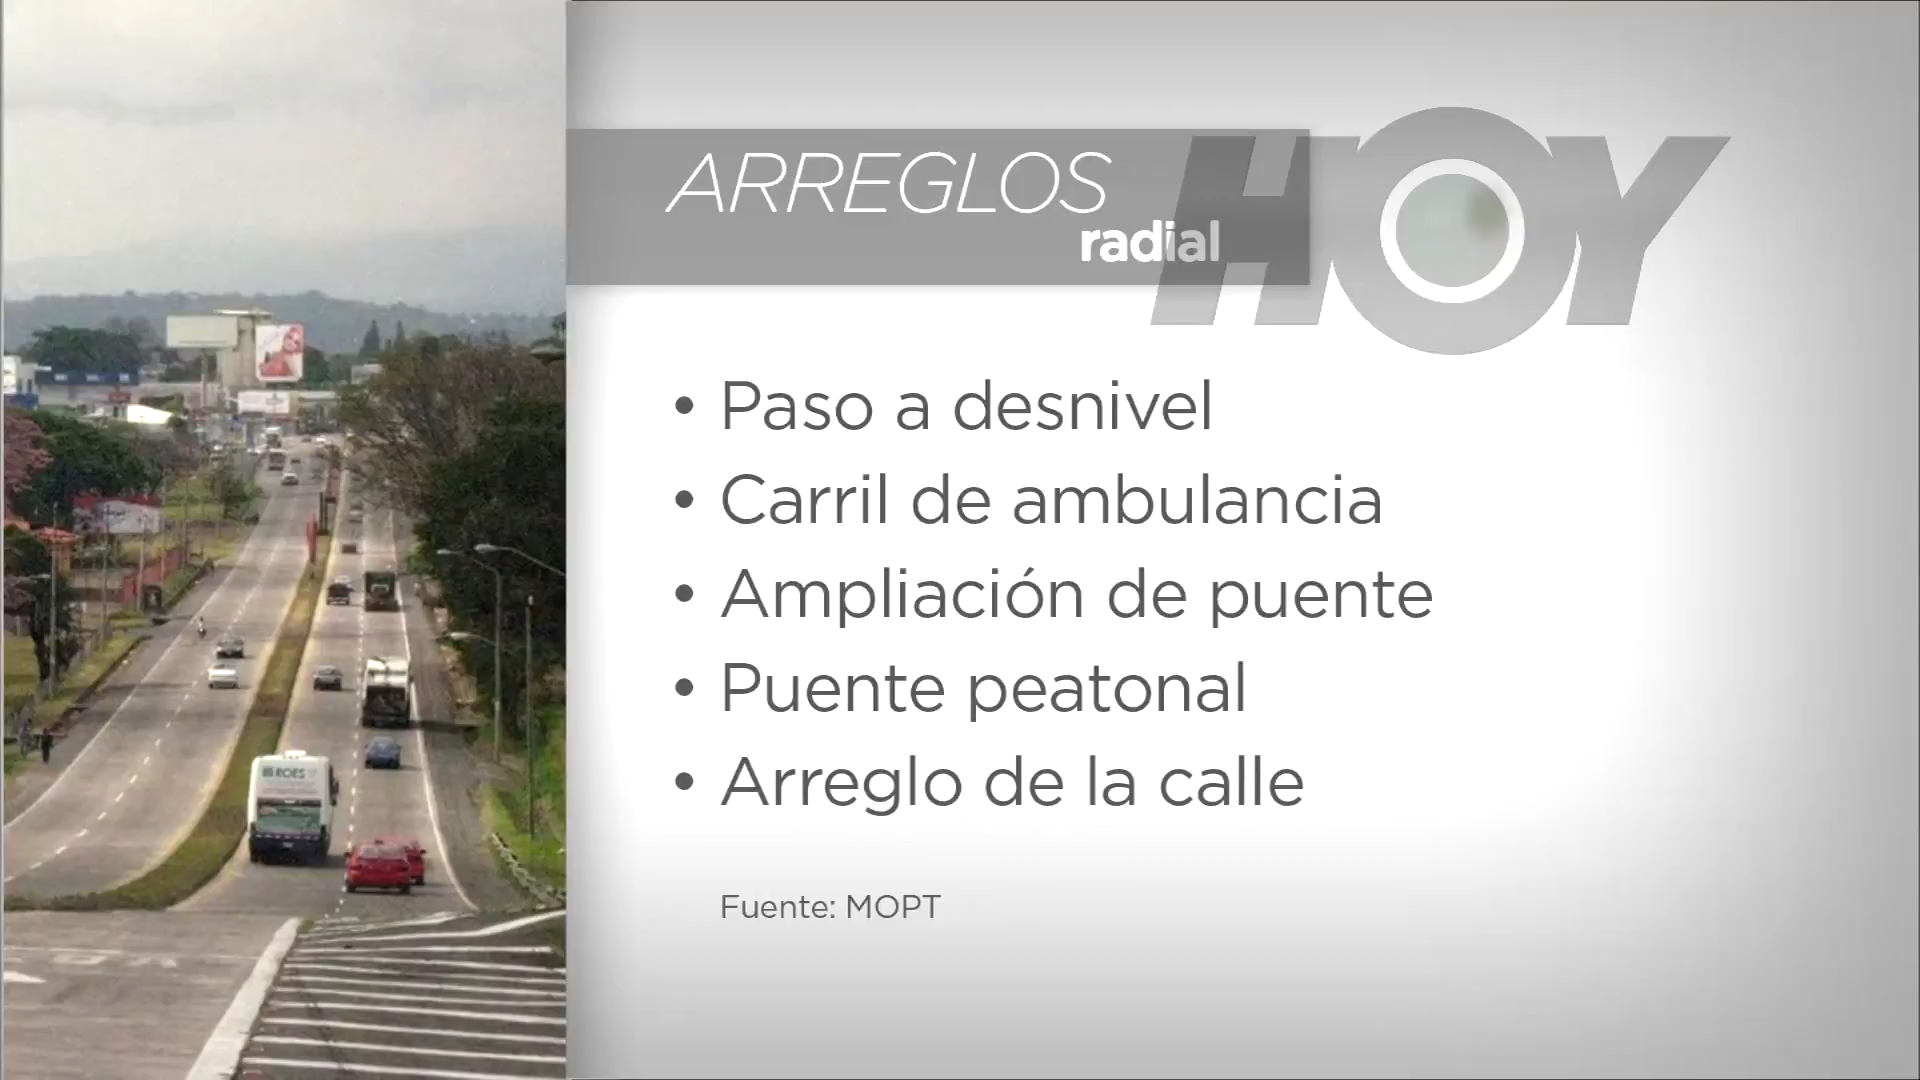 ARREGLOS
radial
HOY
• Paso a desnivel
• Carril de ambulancia
• Ampliación de puente
• Puente peatonal
• Arreglo de la calle
Fuente: MOPT
ROES